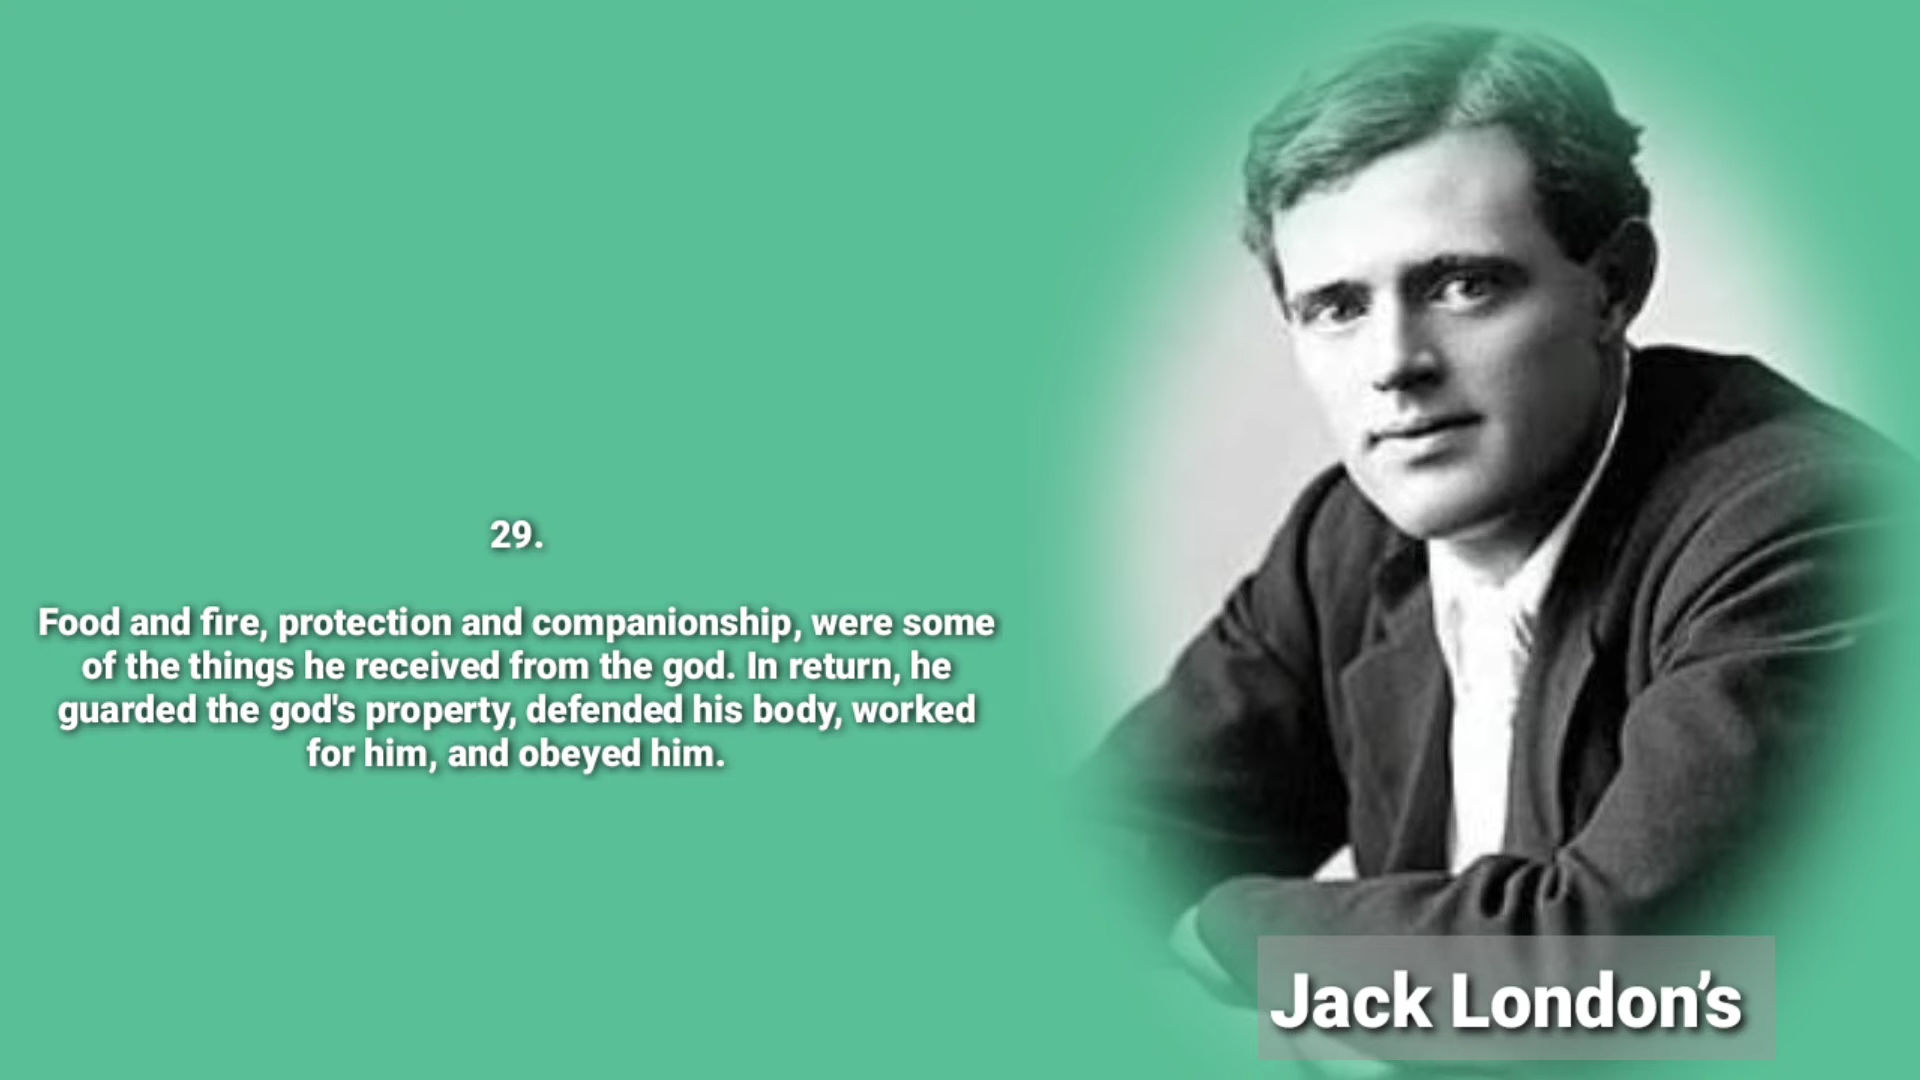 29.
Food and fire, protection and companionship, were some
of the things he received from the god. In return, he
guarded the god's property, defended his body, worked
for him, and obeyed him.
Jack London’s